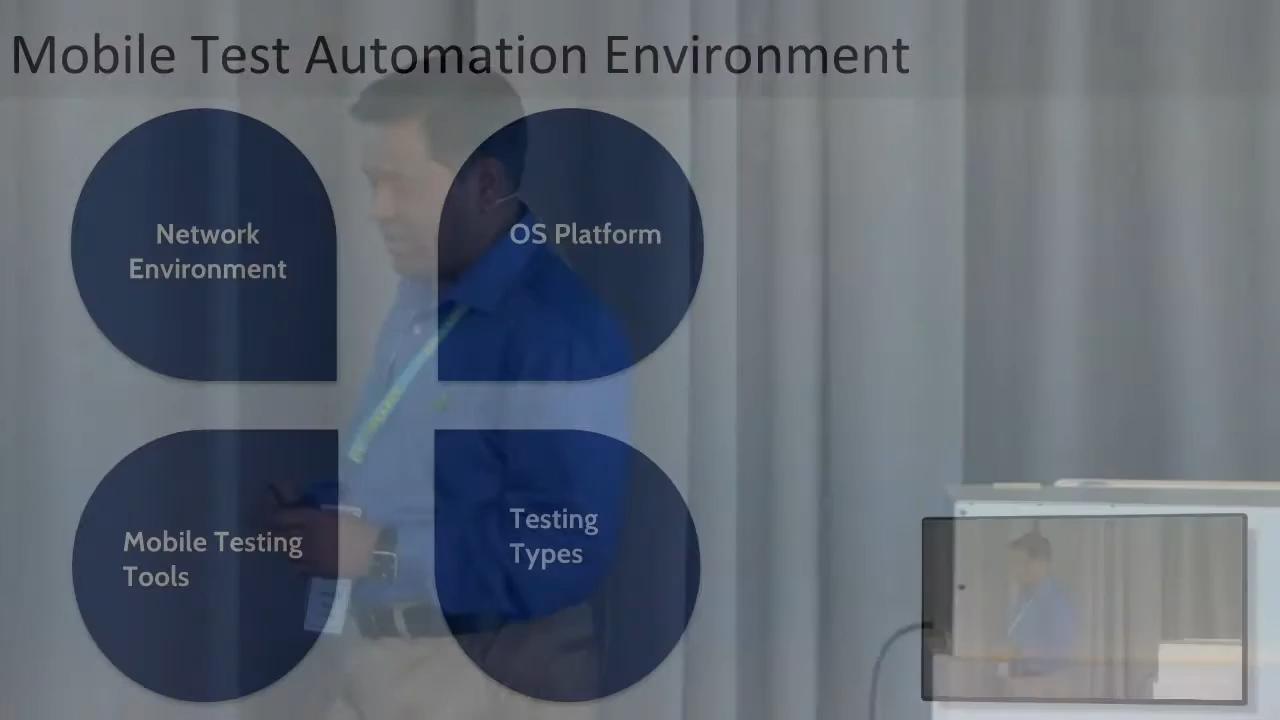 Mobile Test Automation Environment
Network
Environment
OS Platform
Mobile Testing
Tools
Testing
Types